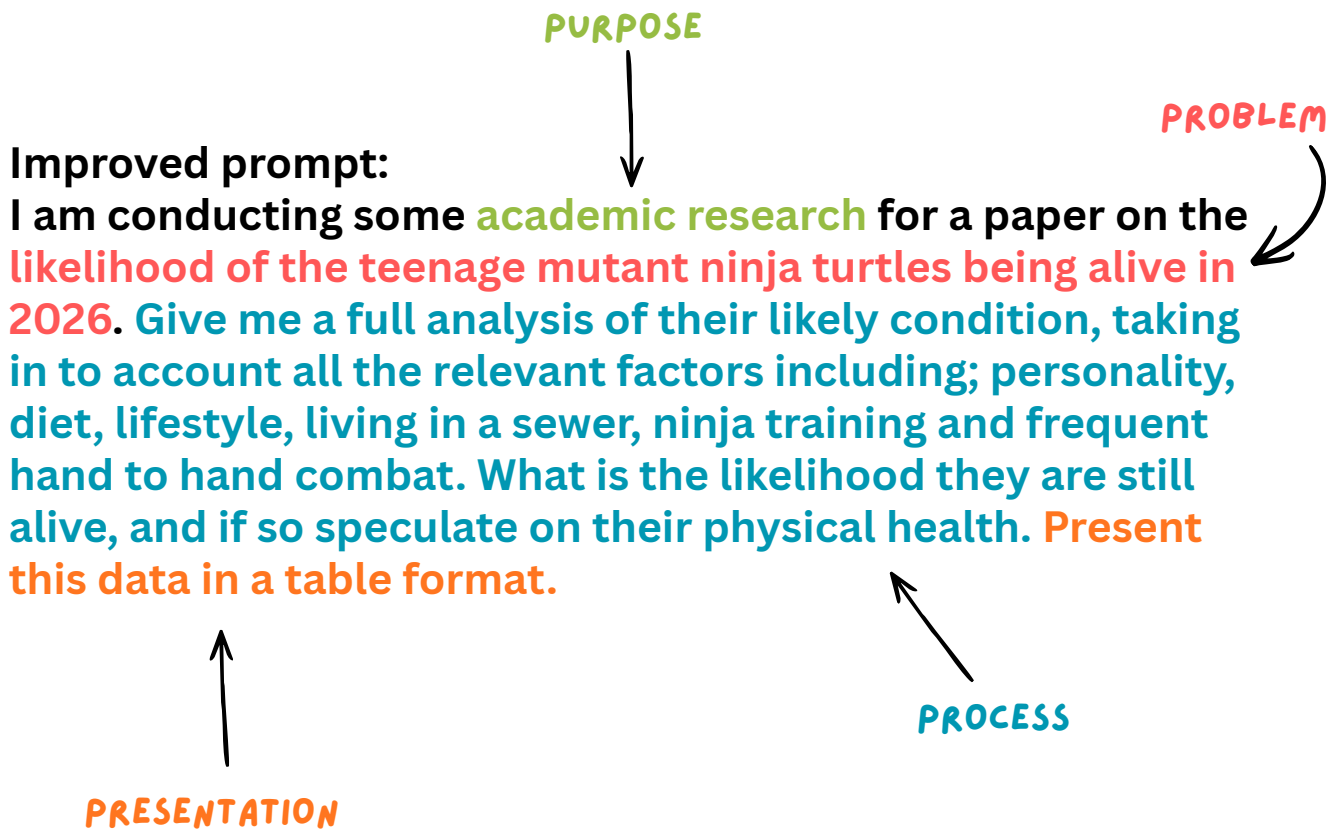 PURPOSE
PROBLEM
Improved prompt:
I am conducting some academic research for a paper on the
likelihood of the teenage mutant ninja turtles being alive in
2026. Give me a full analysis of their likely condition, taking
in to account all the relevant factors including; personality,
diet, lifestyle, living in a sewer, ninja training and frequent
hand to hand combat. What is the likelihood they are still
alive, and if so speculate on their physical health. Present
this data in a table format.
PROCESS
PRESENTATION